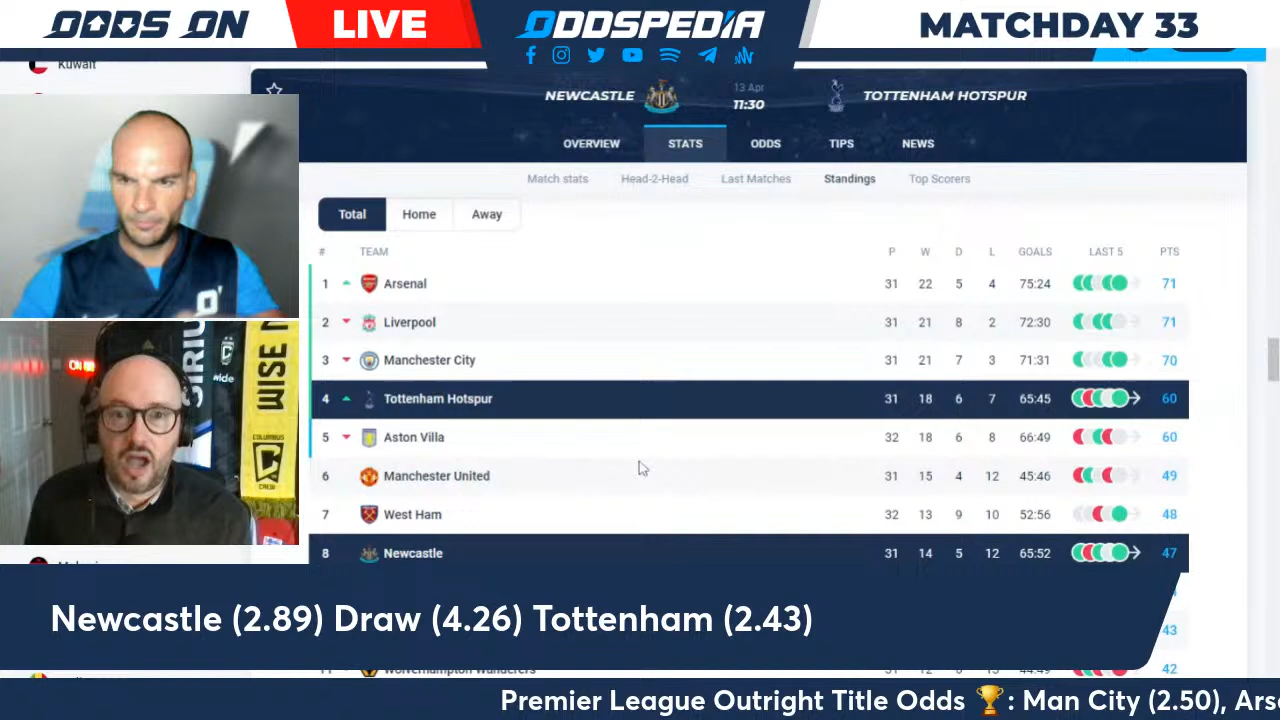 ODDS ON LIVE ODDSPEDIA MATCHDAY 33
Kuwait
NEWCASTLE 13 Apr 11:30 TOTTENHAM HOTSPUR
OVERVIEW STATS ODDS TIPS NEWS
Match stats Head-2-Head Last Matches Standings Top Scorers
Total Home Away
# TEAM P W D L GOALS LAST 5 PTS
1 Arsenal 31 22 5 4 75:24 71
2 Liverpool 31 21 8 2 72:30 71
3 Manchester City 31 21 7 3 71:31 70
4 Tottenham Hotspur 31 18 6 7 65:45 60
5 Aston Villa 32 18 6 8 66:49 60
6 Manchester United 31 15 4 12 45:46 49
7 West Ham 32 13 9 10 52:56 48
8 Newcastle 31 14 5 12 65:52 47
SIRIU
wide
WISE
COLUMBUS
CREW
Newcastle (2.89) Draw (4.26) Tottenham (2.43)
43
Wolverhampton Wanderers 42
Premier League Outright Title Odds 🏆: Man City (2.50), Ars